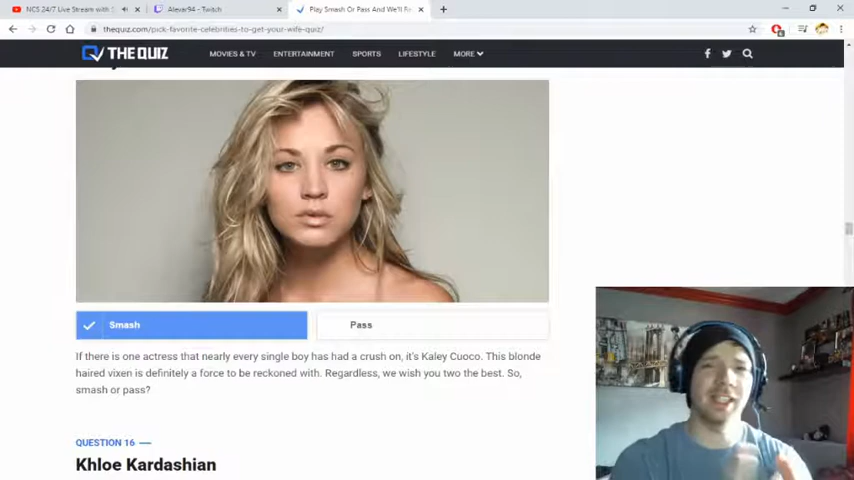 NCS 24/7 Live Stream with
Alevar94 - Twitch
Play Smash Or Pass And We'll
thequz.com/pick-favorite-celebrities-to-get-your-wife-quiz/
THE QUIZ
MOVIES & TV
ENTERTAINMENT
SPORTS
LIFESTYLE
MORE
Smash
Pass
If there is one actress that nearly every single boy has had a crush on, it's Kaley Cuoco. This blonde
haired vixen is definitely a force to be reckoned with. Regardless, we wish you two the best. So,
smash or pass?
QUESTION 16
Khloe Kardashian